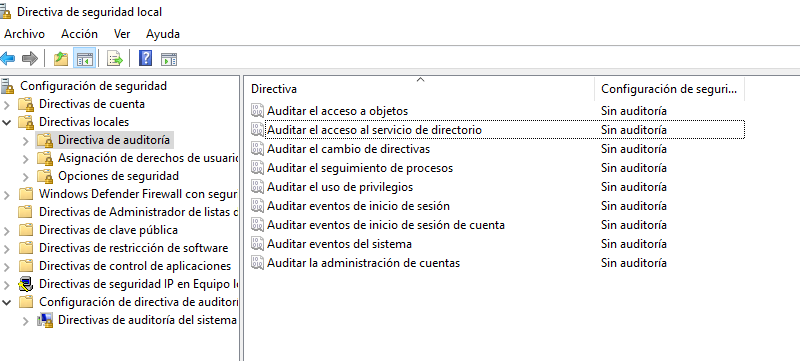 Directiva de seguridad local
Archivo Acción Ver Ayuda
Configuración de seguridad
Directivas de cuenta
Directivas locales
Directiva de auditoría
Asignación de derechos de usuario
Opciones de seguridad
Windows Defender Firewall con segur
Directivas de Administrador de listas d
Directivas de clave pública
Directivas de restricción de software
Directivas de control de aplicaciones
Directivas de seguridad IP en Equipo lo
Configuración de directiva de auditorí
Directivas de auditoría del sistema
Directiva Configuración de seguri...
Auditar el acceso a objetos Sin auditoría
Auditar el acceso al servicio de directorio Sin auditoría
Auditar el cambio de directivas Sin auditoría
Auditar el seguimiento de procesos Sin auditoría
Auditar el uso de privilegios Sin auditoría
Auditar eventos de inicio de sesión Sin auditoría
Auditar eventos de inicio de sesión de cuenta Sin auditoría
Auditar eventos del sistema Sin auditoría
Auditar la administración de cuentas Sin auditoría